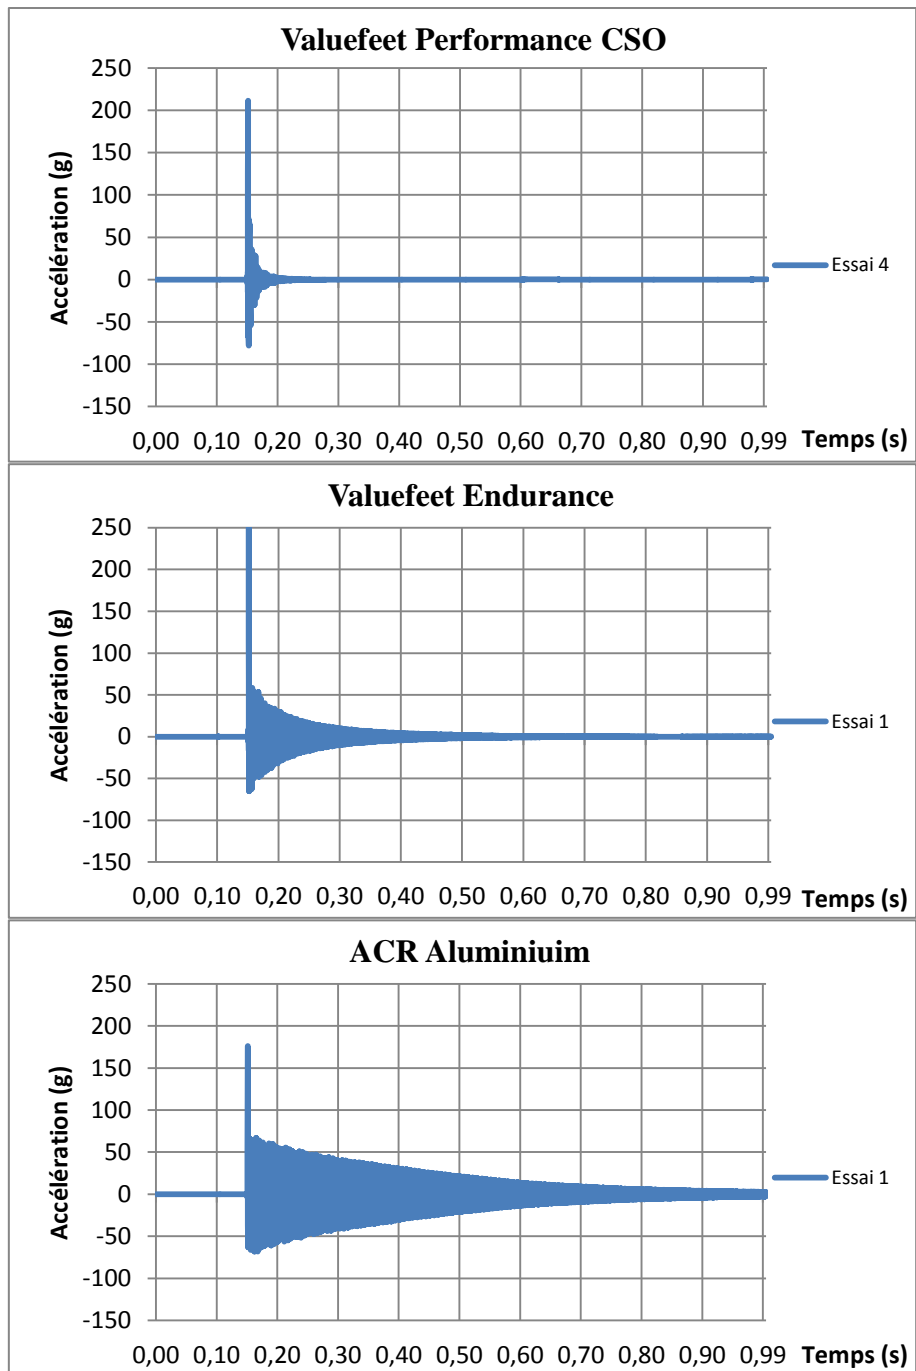 Valuefeet Performance CSO
250
200
150
100
50
0
-50
-100
-150
Accélération (g)
Essai 4
0,00 0,10 0,20 0,30 0,40 0,50 0,60 0,70 0,80 0,90 0,99 Temps (s)
Valuefeet Endurance
250
200
150
100
50
0
-50
-100
-150
Accélération (g)
Essai 1
0,00 0,10 0,20 0,30 0,40 0,50 0,60 0,70 0,80 0,90 0,99 Temps (s)
ACR Aluminiuim
250
200
150
100
50
0
-50
-100
-150
Accélération (g)
Essai 1
0,00 0,10 0,20 0,30 0,40 0,50 0,60 0,70 0,80 0,90 0,99 Temps (s)